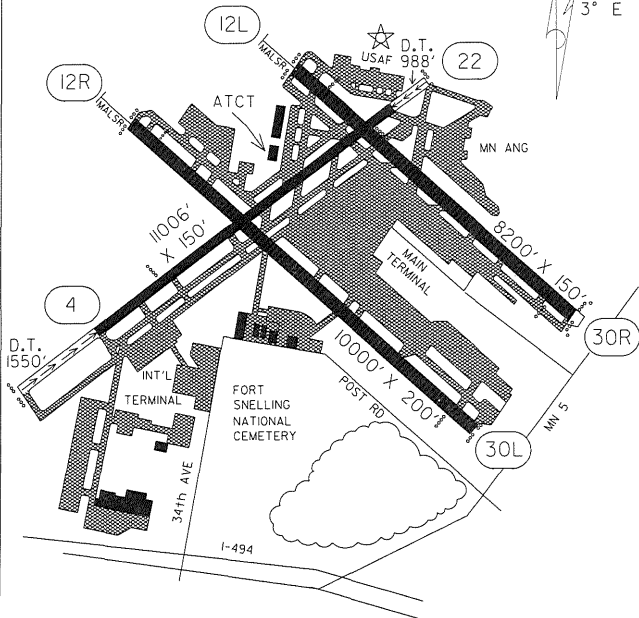 3° E
12L
USAF
D.T.
988'
22
MALSR
12R
MALSR
ATCT
MN ANG
11006'
X 150'
8200' X 150'
MAIN
TERMINAL
4
D.T.
1550'
30R
INT'L
TERMINAL
10000' X 200'
POST RD
MN 5
FORT
SNELLING
NATIONAL
CEMETERY
30L
34th AVE
I-494